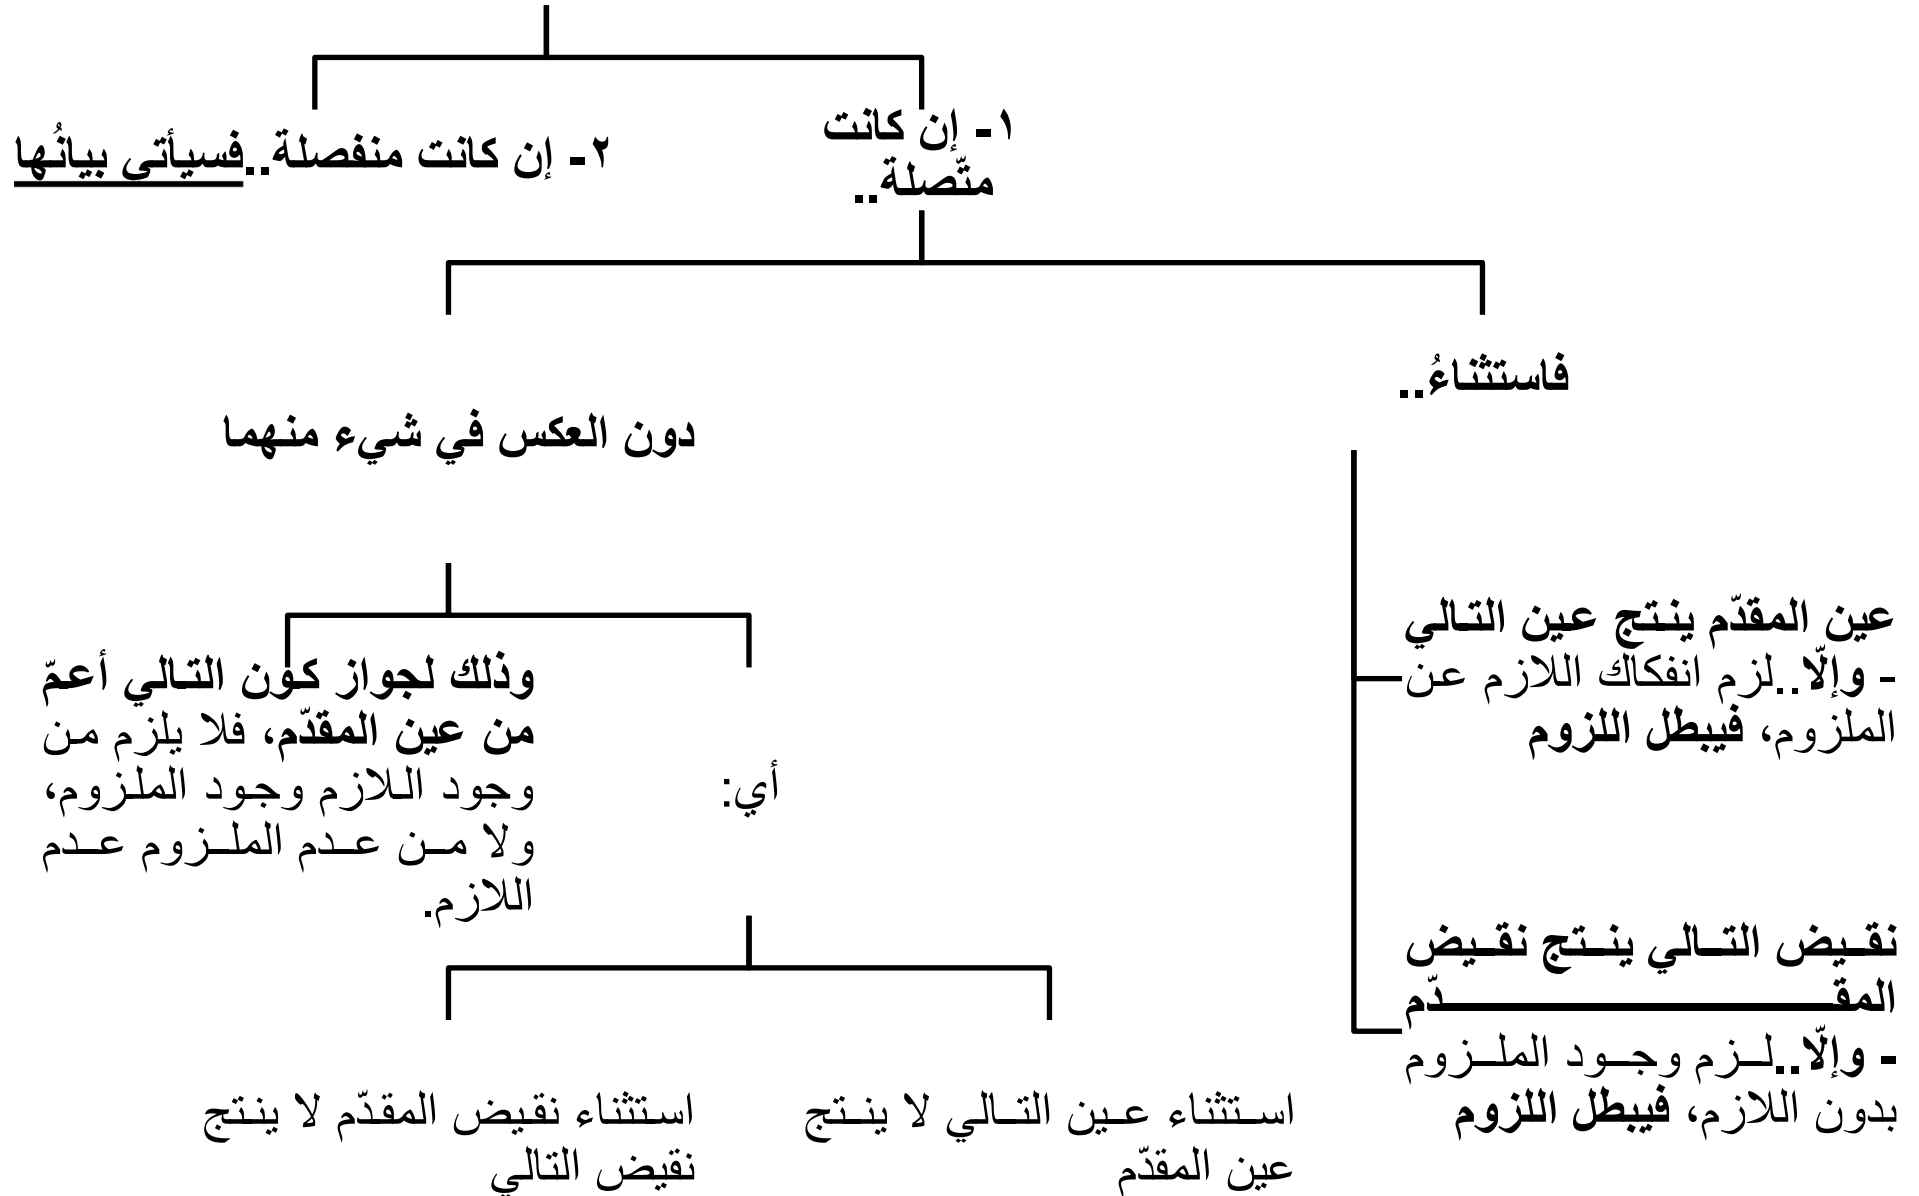 ١- إن كانت
متّصلة..
٢- إن كانت منفصلة..فسيأتي بيانُها
فاستثناءُ..
عين المقدّم ينتج عين التالي
- وإلّا..لزم انفكاك اللازم عن
الملزوم، فيبطل اللزوم
نقيض التالي ينتج نقيض
المقدّم
- وإلّا..لزم وجود الملزوم
بدون اللازم، فيبطل اللزوم
دون العكس في شيء منهما
أي:
استثناء عين التالي لا ينتج
عين المقدّم
استثناء نقيض المقدّم لا ينتج
نقيض التالي
وذلك لجواز كون التالي أعمّ
من عين المقدّم، فلا يلزم من
وجود اللازم وجود الملزوم،
ولا من عدم الملزوم عدم
اللازم.